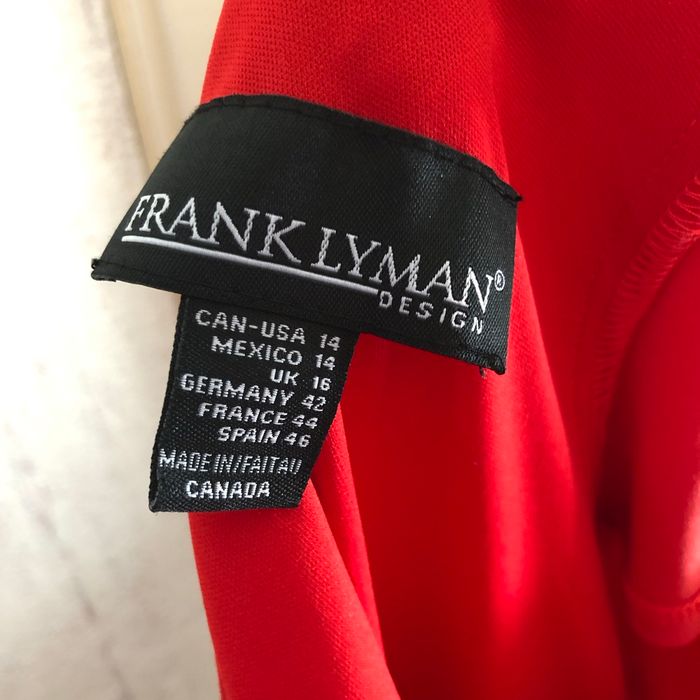 FRANK LYMAN®
DESIGN
CAN-USA 14
MEXICO 14
UK 16
GERMANY 42
FRANCE 44
SPAIN 46
MADE IN/FAIT AU
CANADA